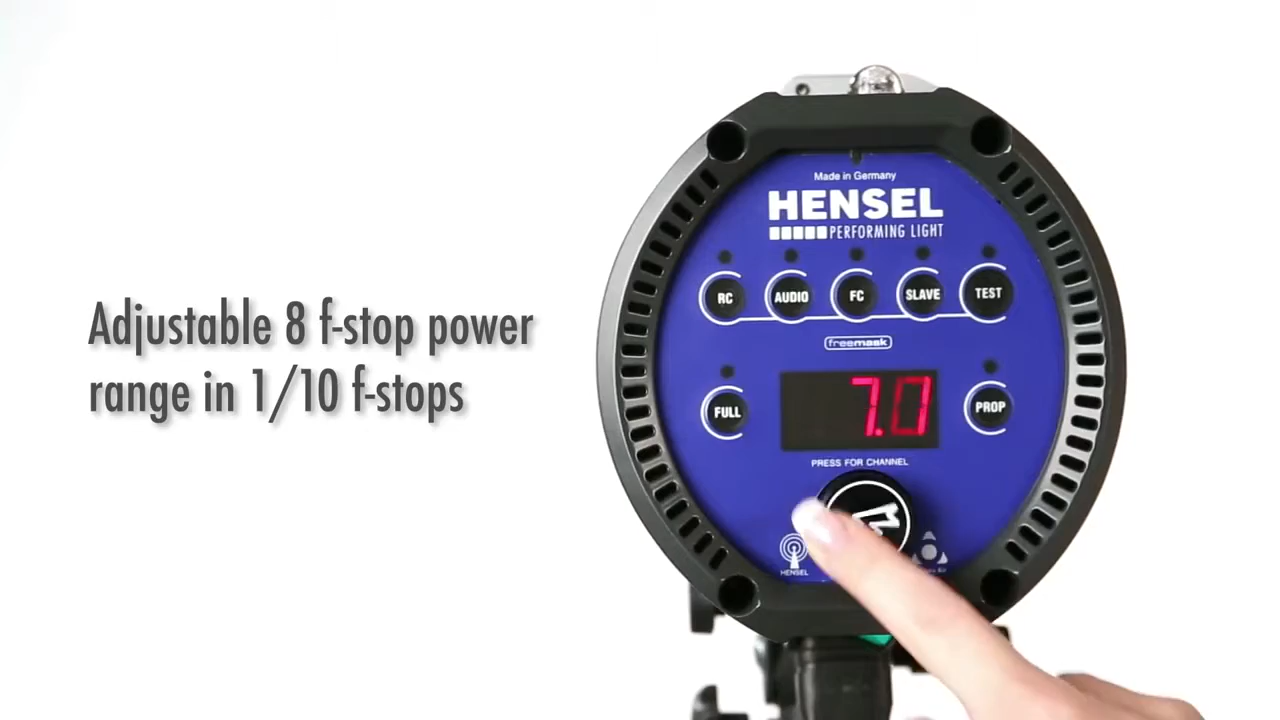 Adjustable 8 f-stop power
range in 1/10 f-stops
Made in Germany
HENSEL
PERFORMING LIGHT
RC AUDIO FC SLAVE TEST
freemask
FULL 7.0 PROP
PRESS FOR CHANNEL
HENSEL
Air